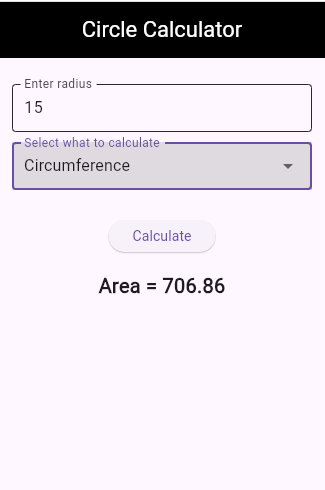 Circle Calculator
Enter radius
15
Select what to calculate
Circumference
Calculate
Area = 706.86